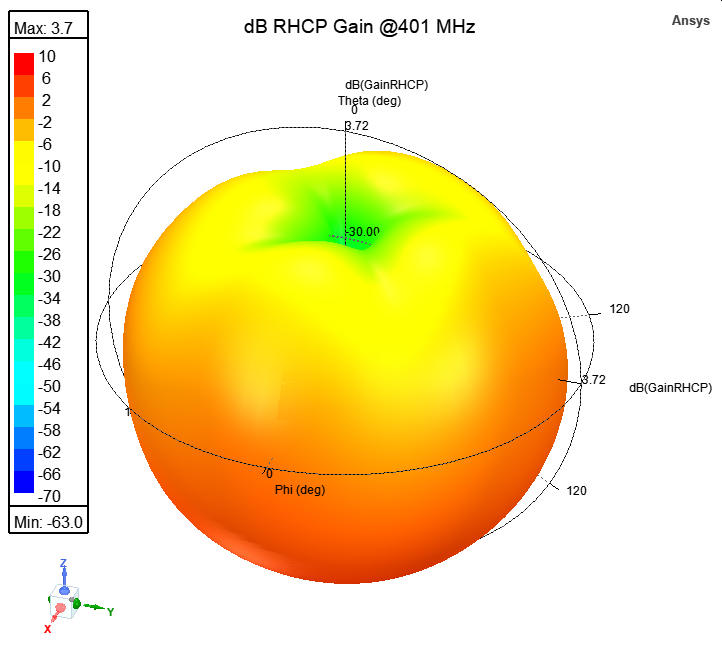 dB RHCP Gain @401 MHz
Ansys
Max: 3.7
10
6
2
-2
-6
-10
-14
-18
-22
-26
-30
-34
-38
-42
-46
-50
-54
-58
-62
-66
-70
Min: -63.0
dB(GainRHCP)
Theta (deg)
0
3.72
-30.00
120
3.72
dB(GainRHCP)
1
0
Phi (deg)
120
Z
Y
X